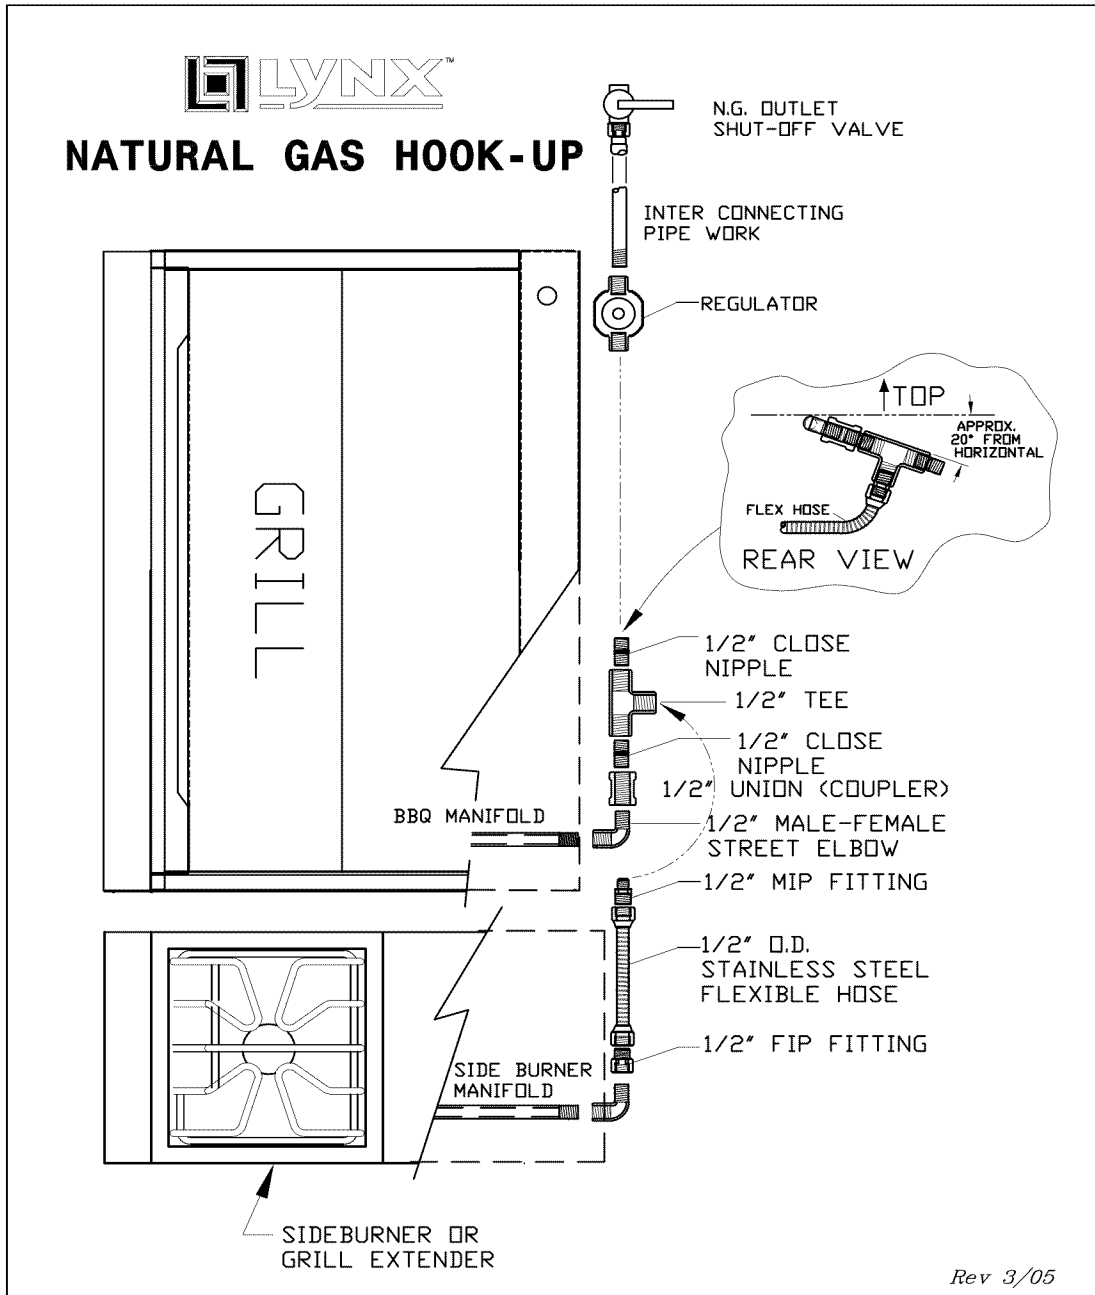 LYNX™
NATURAL GAS HOOK-UP
N.G. OUTLET
SHUT-OFF VALVE
INTER CONNECTING
PIPE WORK
REGULATOR
TOP
APPROX.
20° FROM
HORIZONTAL
FLEX HOSE
REAR VIEW
GRILL
1/2" CLOSE
NIPPLE
1/2" TEE
1/2" CLOSE
NIPPLE
1/2" UNION (COUPLER)
BBQ MANIFOLD
1/2" MALE-FEMALE
STREET ELBOW
1/2" MIP FITTING
1/2" O.D.
STAINLESS STEEL
FLEXIBLE HOSE
1/2" FIP FITTING
SIDE BURNER
MANIFOLD
SIDEBURNER OR
GRILL EXTENDER
Rev 3/05